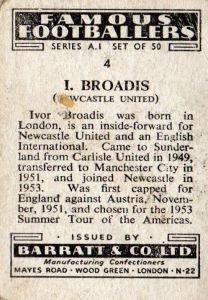 FAMOUS
FOOTBALLERS
SERIES A.1 SET OF 50
4
I. BROADIS
(NEWCASTLE UNITED)
Ivor Broadis was born in
London, is an inside-forward for
Newcastle United and an English
International. Came to Sunder-
land from Carlisle United in 1949,
transferred to Manchester City in
1951, and joined Newcastle in
1953. Was first capped for
England against Austria, Novem-
ber, 1951, and chosen for the 1953
Summer Tour of the Americas.
ISSUED BY
BARRATT & CO. LTD.
Manufacturing Confectioners
MAYES ROAD · WOOD GREEN · LONDON · N·22